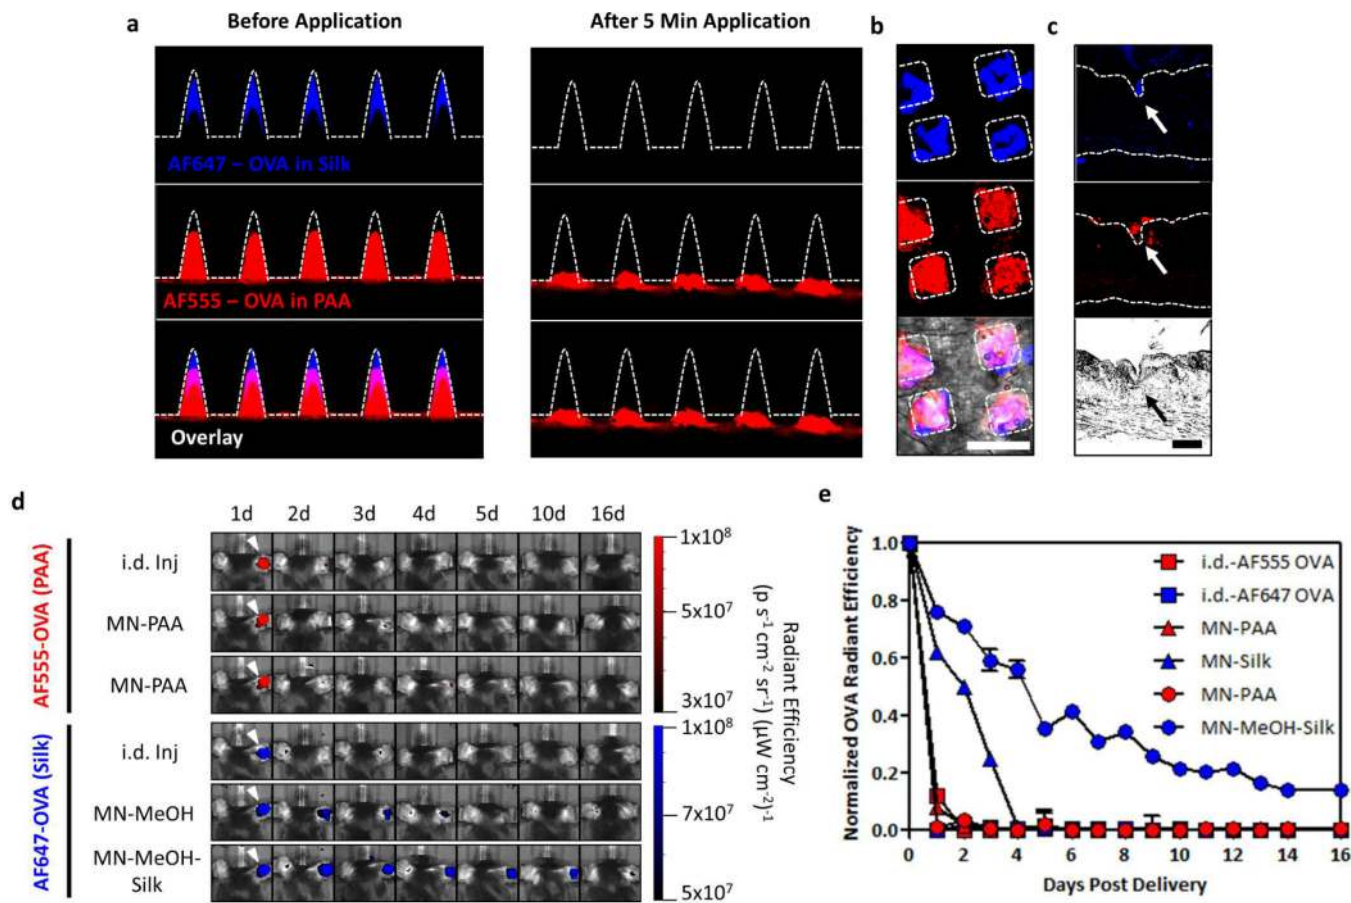 a
Before Application
After 5 Min Application
b
c
AF647 – OVA in Silk
AF555 – OVA in PAA
Overlay
d
1d 2d 3d 4d 5d 10d 16d
AF555-OVA (PAA)
i.d. Inj
MN-PAA
MN-PAA
AF647-OVA (Silk)
i.d. Inj
MN-MeOH
MN-MeOH-
Silk
1x10⁸
5x10⁷
3x10⁷
1x10⁸
7x10⁷
5x10⁷
Radiant Efficiency
(p s⁻¹ cm⁻² sr⁻¹) (µW cm⁻²)⁻¹
e
Normalized OVA Radiant Efficiency
1.0
0.8
0.6
0.4
0.2
0.0
0 2 4 6 8 10 12 14 16
Days Post Delivery
i.d.-AF555 OVA
i.d.-AF647 OVA
MN-PAA
MN-Silk
MN-PAA
MN-MeOH-Silk